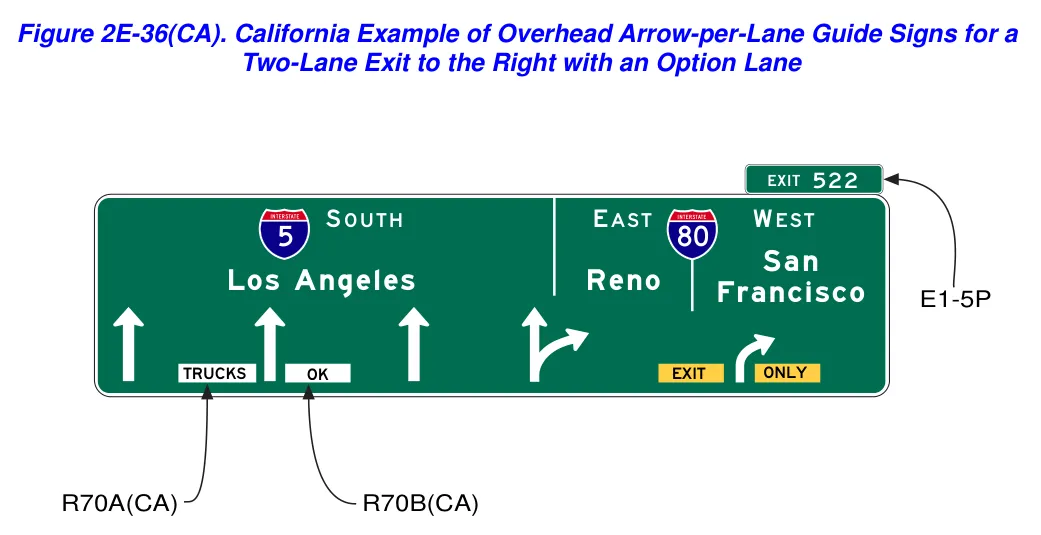 Figure 2E-36(CA). California Example of Overhead Arrow-per-Lane Guide Signs for a
Two-Lane Exit to the Right with an Option Lane
EXIT 522
INTERSTATE
5
SOUTH
Los Angeles
EAST
INTERSTATE
80
WEST
Reno
San
Francisco
TRUCKS
OK
EXIT
ONLY
E1-5P
R70A(CA)
R70B(CA)